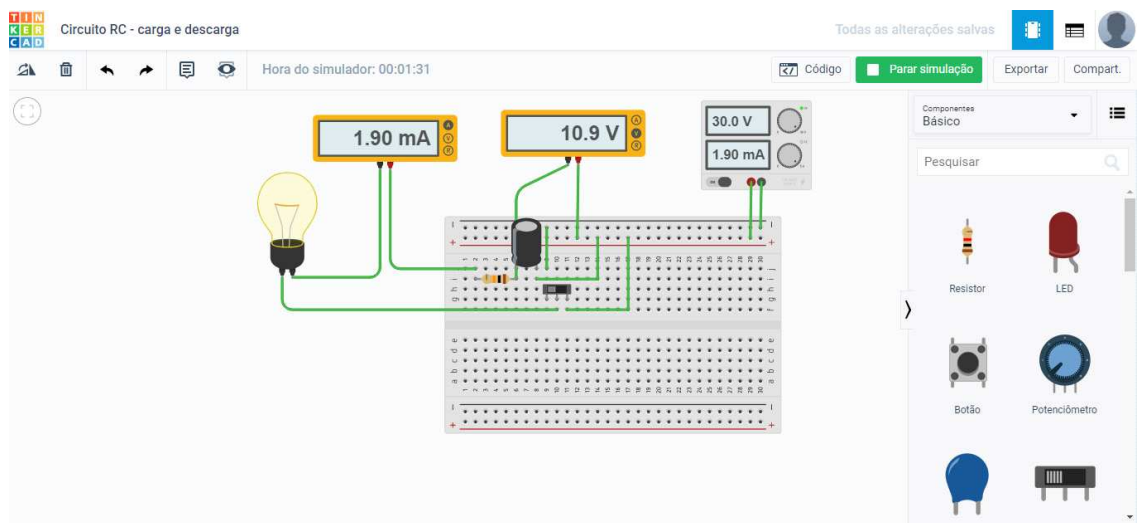 TIN
KER
CAD
Circuito RC - carga e descarga
Todas as alterações salvas
Hora do simulador: 00:01:31
Código
Parar simulação
Exportar
Compart.
1.90 mA
A
V
R
10.9 V
A
V
R
30.0 V
1.90 mA
Componentes
Básico
Pesquisar
Resistor
LED
Botão
Potenciômetro